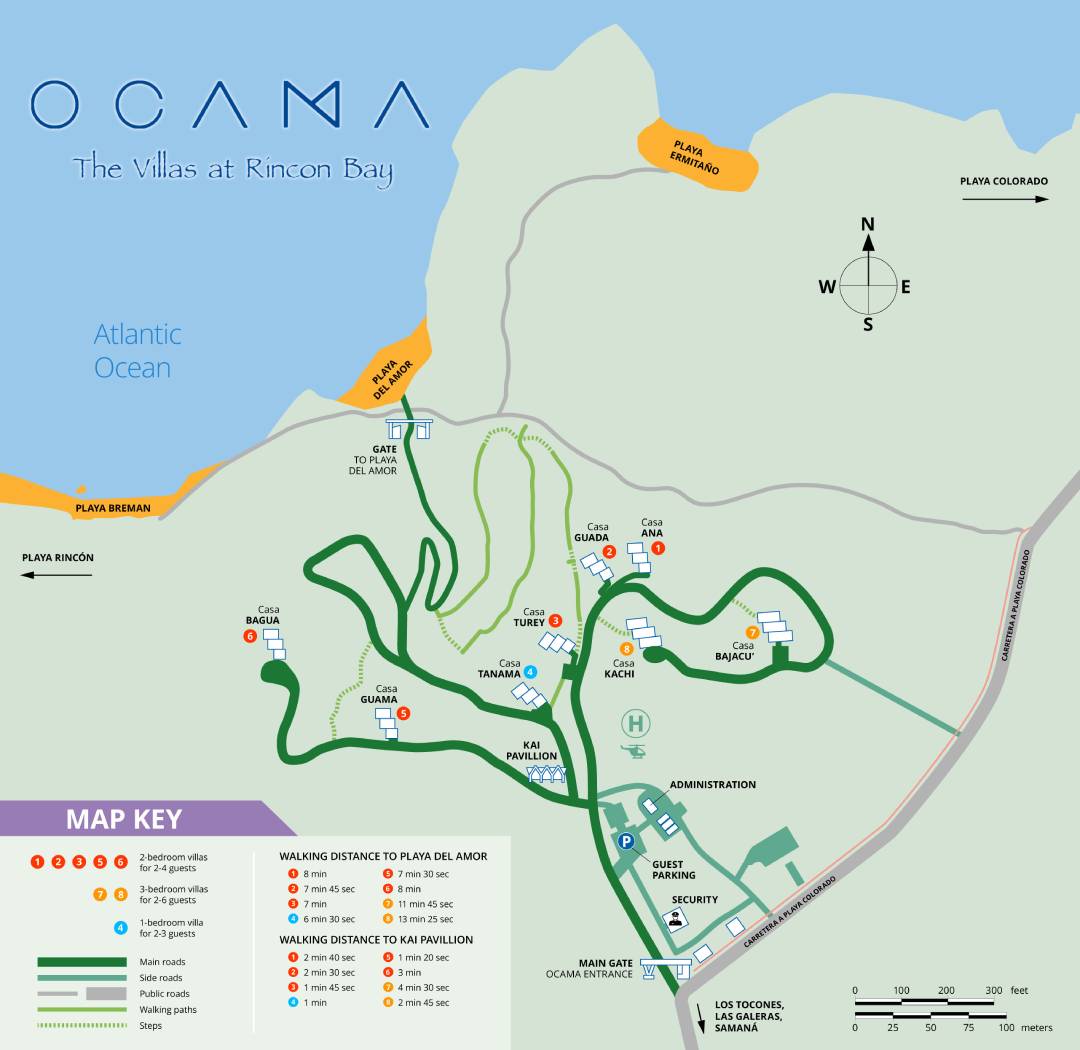 OCAMA
The Villas at Rincon Bay
PLAYA
ERMITAÑO
PLAYA COLORADO
N
W E
S
Atlantic
Ocean
PLAYA
DEL AMOR
GATE
TO PLAYA
DEL AMOR
PLAYA BREMAN
PLAYA RINCÓN
Casa
GUADA
2
Casa
ANA
1
CARRETERA A PLAYA COLORADO
Casa
BAGUA
6
Casa
TUREY 3
Casa
TANAMA 4
8
Casa
KACHI
7
Casa
BAJACU'
Casa
GUAMA
5
H
KAI
PAVILLION
ADMINISTRATION
P
GUEST
PARKING
SECURITY
CARRETERA A PLAYA COLORADO
MAIN GATE
OCAMA ENTRANCE
LOS TOCONES,
LAS GALERAS,
SAMANÁ
0 100 200 300 feet
0 25 50 75 100 meters
MAP KEY
1 2 3 5 6 2-bedroom villas
for 2-4 guests
7 8 3-bedroom villas
for 2-6 guests
4 1-bedroom villa
for 2-3 guests
Main roads
Side roads
Public roads
Walking paths
Steps
WALKING DISTANCE TO PLAYA DEL AMOR
1 8 min
2 7 min 45 sec
3 7 min
4 6 min 30 sec
5 7 min 30 sec
6 8 min
7 11 min 45 sec
8 13 min 25 sec
WALKING DISTANCE TO KAI PAVILLION
1 2 min 40 sec
2 2 min 30 sec
3 1 min 45 sec
4 1 min
5 1 min 20 sec
6 3 min
7 4 min 30 sec
8 2 min 45 sec